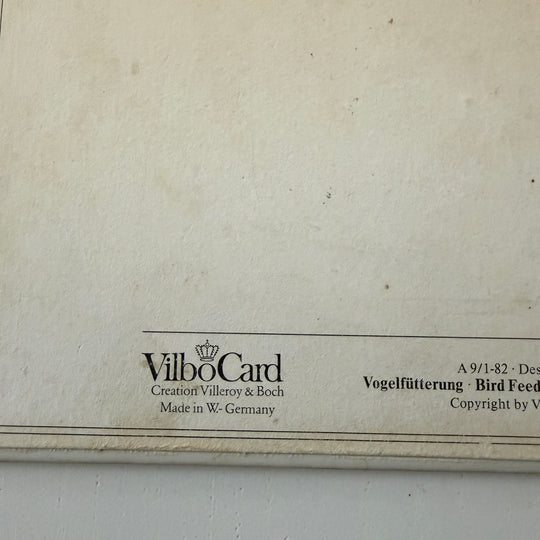 VilboCard
Creation Villeroy & Boch
Made in W.- Germany
A 9/1-82 · Des
Vogelfütterung · Bird Feed
Copyright by V